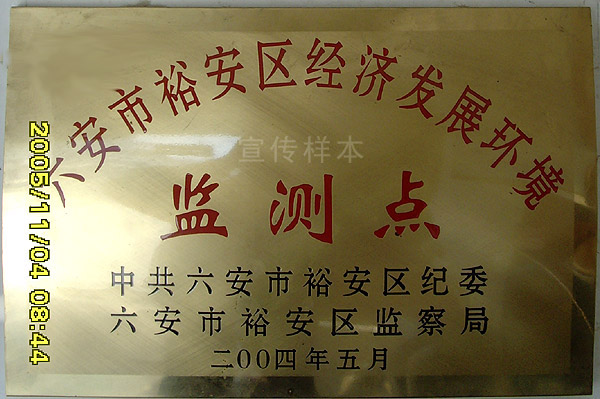 六安市裕安区经济发展环境
宣传样本
监测点
中共六安市裕安区纪委
六安市裕安区监察局
二00四年五月
2005/11/04 08:44